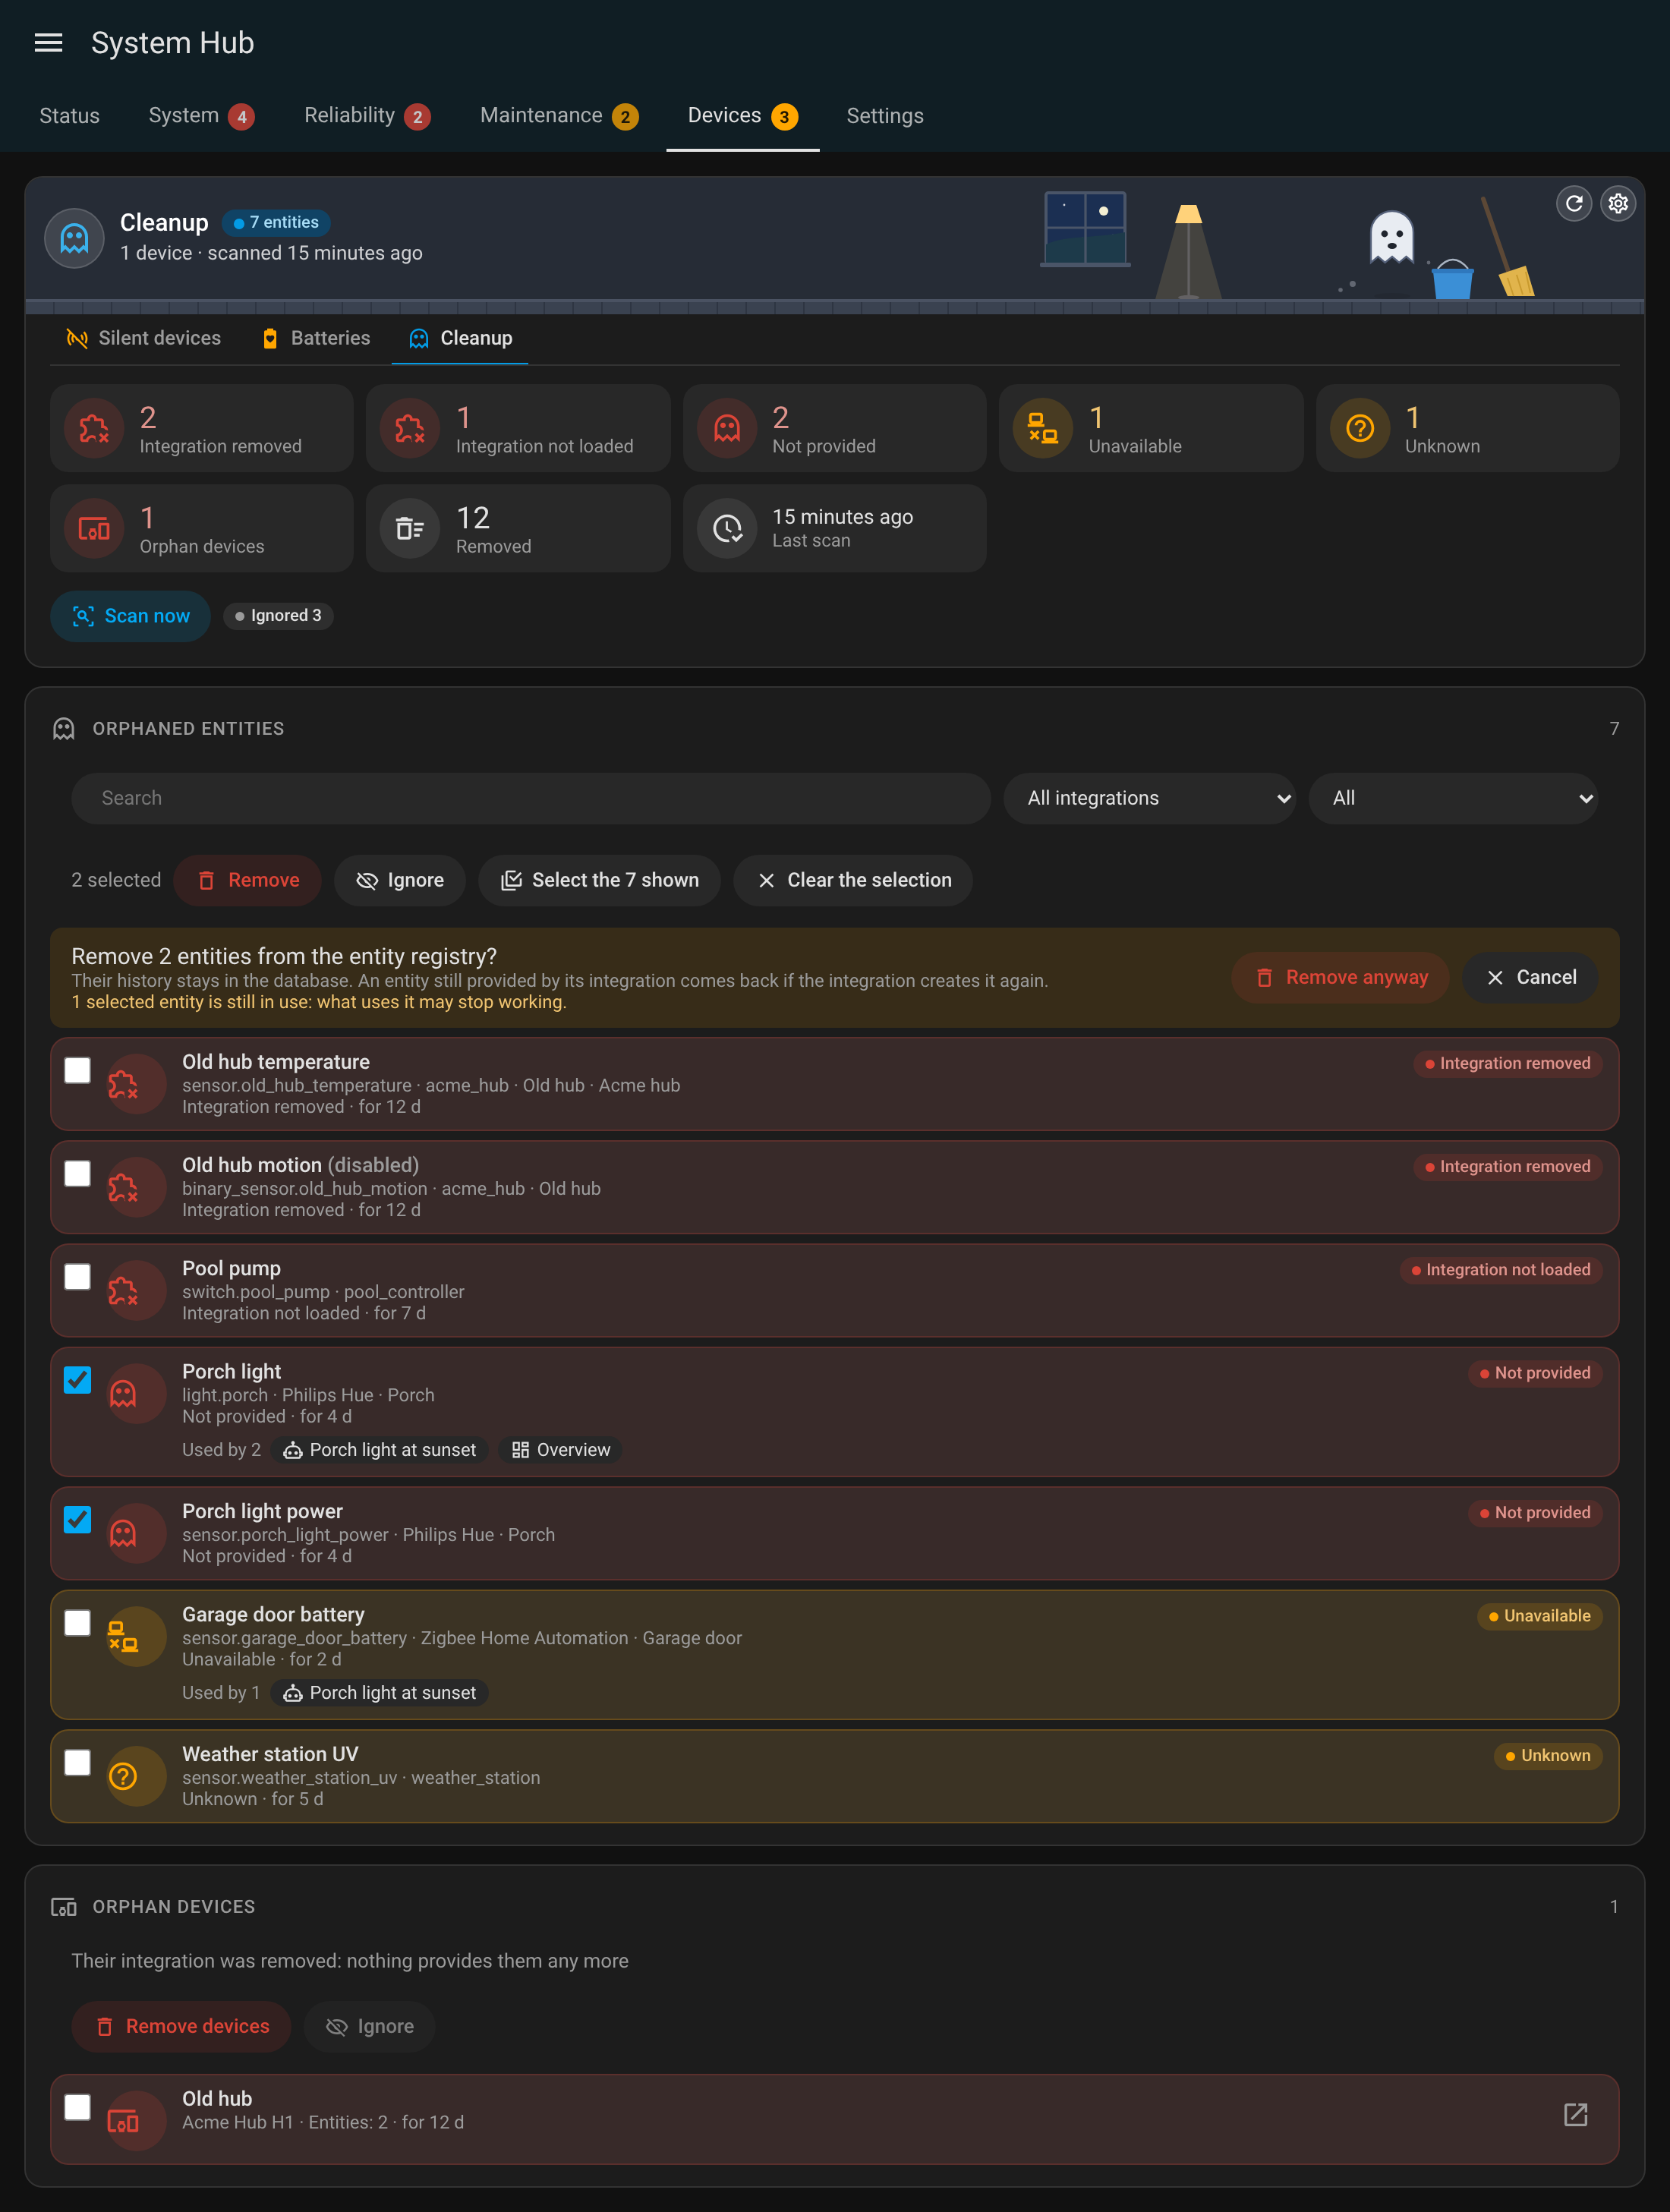 System Hub
Status
System 4
Reliability 2
Maintenance 2
Devices 3
Settings
Cleanup
7 entities
1 device · scanned 15 minutes ago
Silent devices
Batteries
Cleanup
2
Integration removed
1
Integration not loaded
2
Not provided
1
Unavailable
1
Unknown
1
Orphan devices
12
Removed
15 minutes ago
Last scan
Scan now
Ignored 3
ORPHANED ENTITIES
7
Search
All integrations
All
2 selected
Remove
Ignore
Select the 7 shown
Clear the selection
Remove 2 entities from the entity registry?
Their history stays in the database. An entity still provided by its integration comes back if the integration creates it again.
1 selected entity is still in use: what uses it may stop working.
Remove anyway
Cancel
Old hub temperature
sensor.old_hub_temperature · acme_hub · Old hub · Acme hub
Integration removed · for 12 d
Integration removed
Old hub motion (disabled)
binary_sensor.old_hub_motion · acme_hub · Old hub
Integration removed · for 12 d
Integration removed
Pool pump
switch.pool_pump · pool_controller
Integration not loaded · for 7 d
Integration not loaded
Porch light
light.porch · Philips Hue · Porch
Not provided · for 4 d
Used by 2
Porch light at sunset
Overview
Not provided
Porch light power
sensor.porch_light_power · Philips Hue · Porch
Not provided · for 4 d
Not provided
Garage door battery
sensor.garage_door_battery · Zigbee Home Automation · Garage door
Unavailable · for 2 d
Used by 1
Porch light at sunset
Unavailable
Weather station UV
sensor.weather_station_uv · weather_station
Unknown · for 5 d
Unknown
ORPHAN DEVICES
1
Their integration was removed: nothing provides them any more
Remove devices
Ignore
Old hub
Acme Hub H1 · Entities: 2 · for 12 d